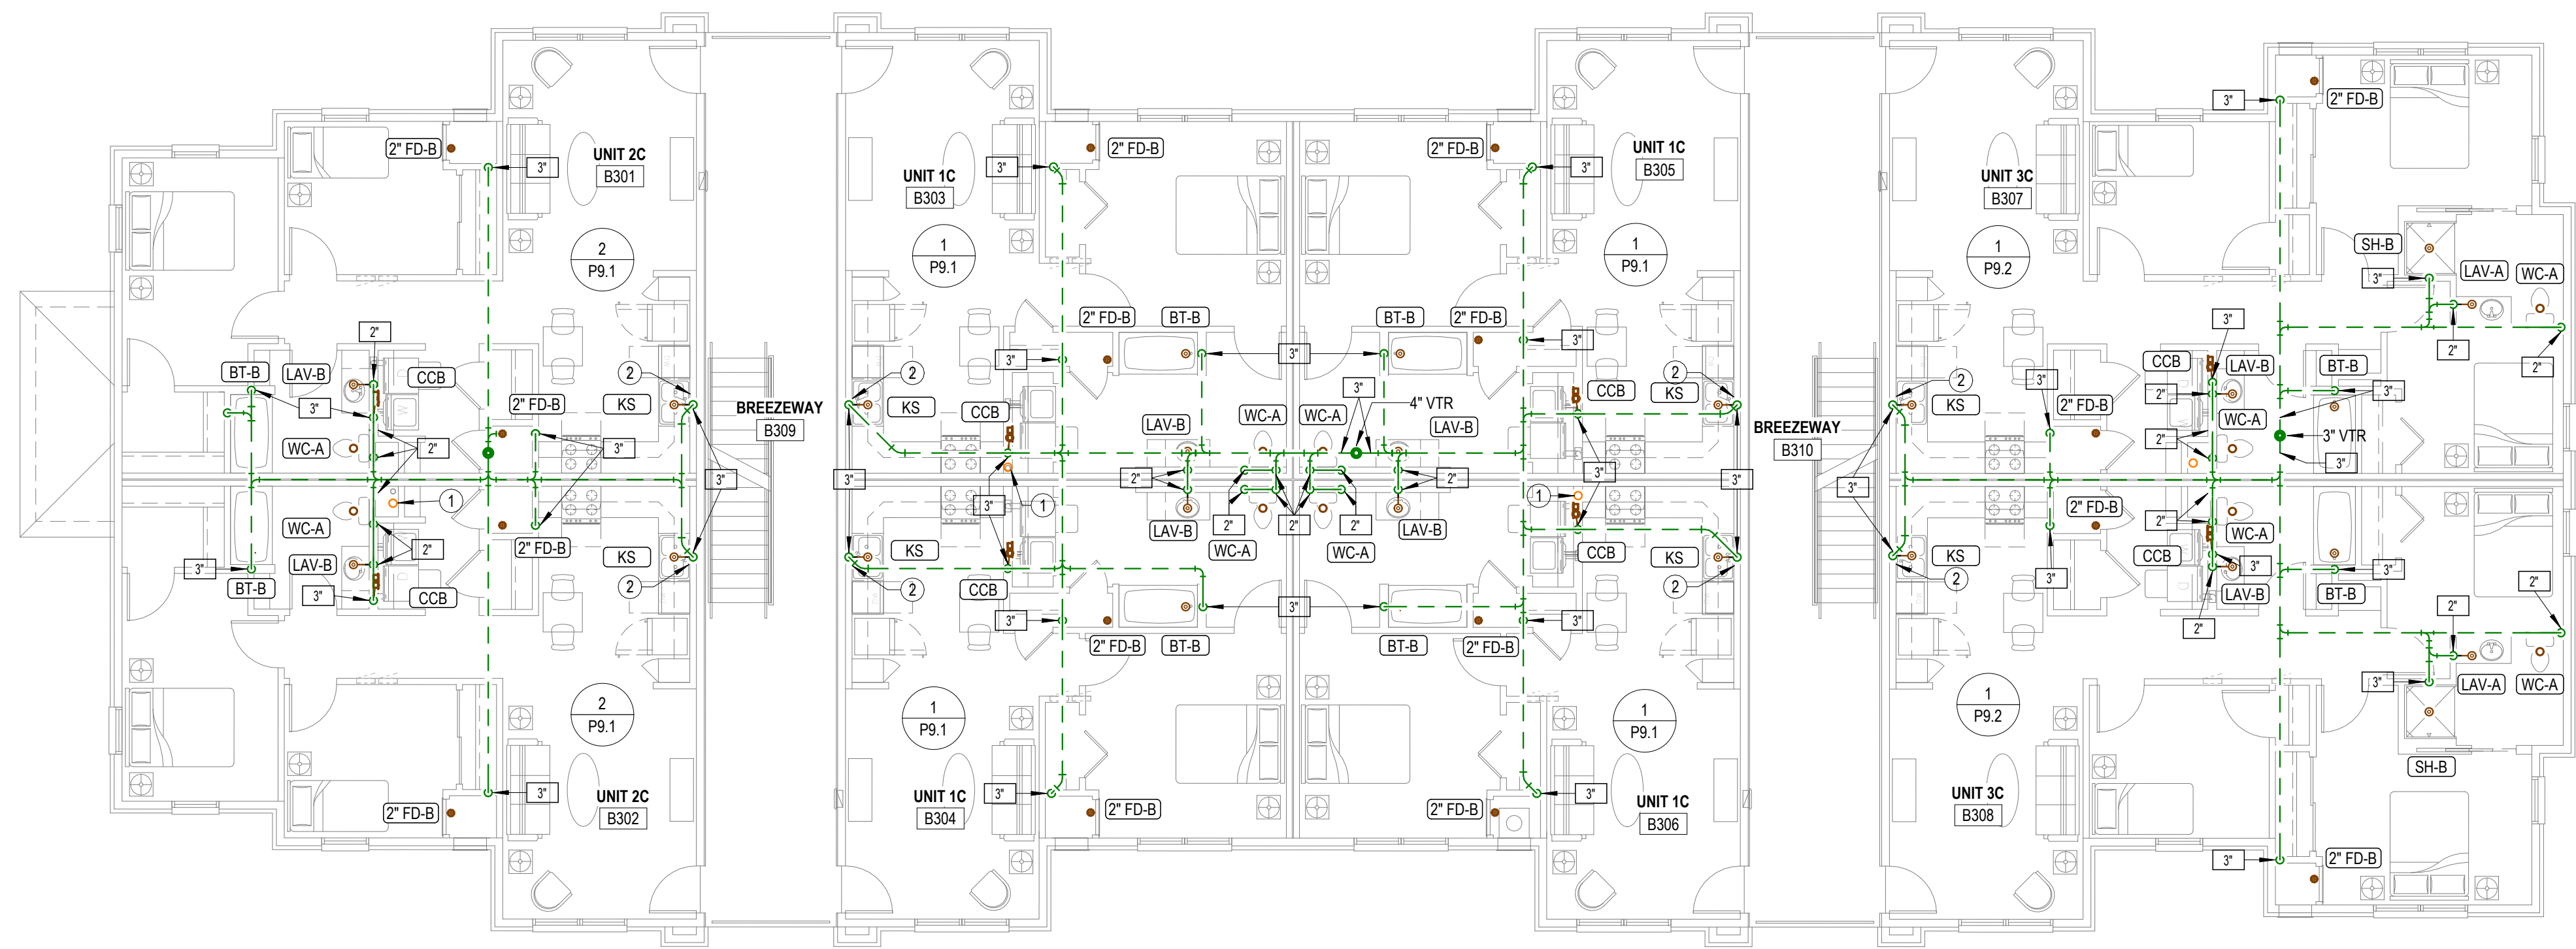 UNIT 2C
B301
2" FD-B
3"
2
P9.1
2"
BT-B
LAV-B
CCB
3"
2" FD-B
KS
2
WC-A
2"
3"
WC-A
1
2"
LAV-B
3"
BT-B
3"
CCB
2" FD-B
KS
2
2
P9.1
2" FD-B
3"
UNIT 2C
B302
BREEZEWAY
B309
UNIT 1C
B303
3"
2" FD-B
1
P9.1
2" FD-B
BT-B
3"
2
KS
CCB
LAV-B
WC-A
3"
3"
1
2"
LAV-B
2"
WC-A
KS
2
CCB
3"
2" FD-B
BT-B
1
P9.1
3"
2" FD-B
UNIT 1C
B304
3"
2"
3"
UNIT 1C
B305
2" FD-B
3"
1
P9.1
BT-B
2" FD-B
3"
3"
4" VTR
WC-A
LAV-B
2
KS
CCB
2"
3"
1
2"
WC-A
LAV-B
3"
CCB
KS
2
BT-B
2" FD-B
3"
1
P9.1
2" FD-B
3"
UNIT 1C
B306
BREEZEWAY
B310
UNIT 3C
B307
3"
2" FD-B
1
P9.2
SH-B
3"
LAV-A
WC-A
2"
2"
3"
2
KS
3"
2" FD-B
CCB
LAV-B
BT-B
2"
WC-A
3"
2"
3" VTR
3"
3"
2" FD-B
2"
WC-A
KS
2
3"
CCB
3"
LAV-B
3"
BT-B
2"
2"
2"
3"
LAV-A
WC-A
SH-B
1
P9.2
UNIT 3C
B308
3"
2" FD-B